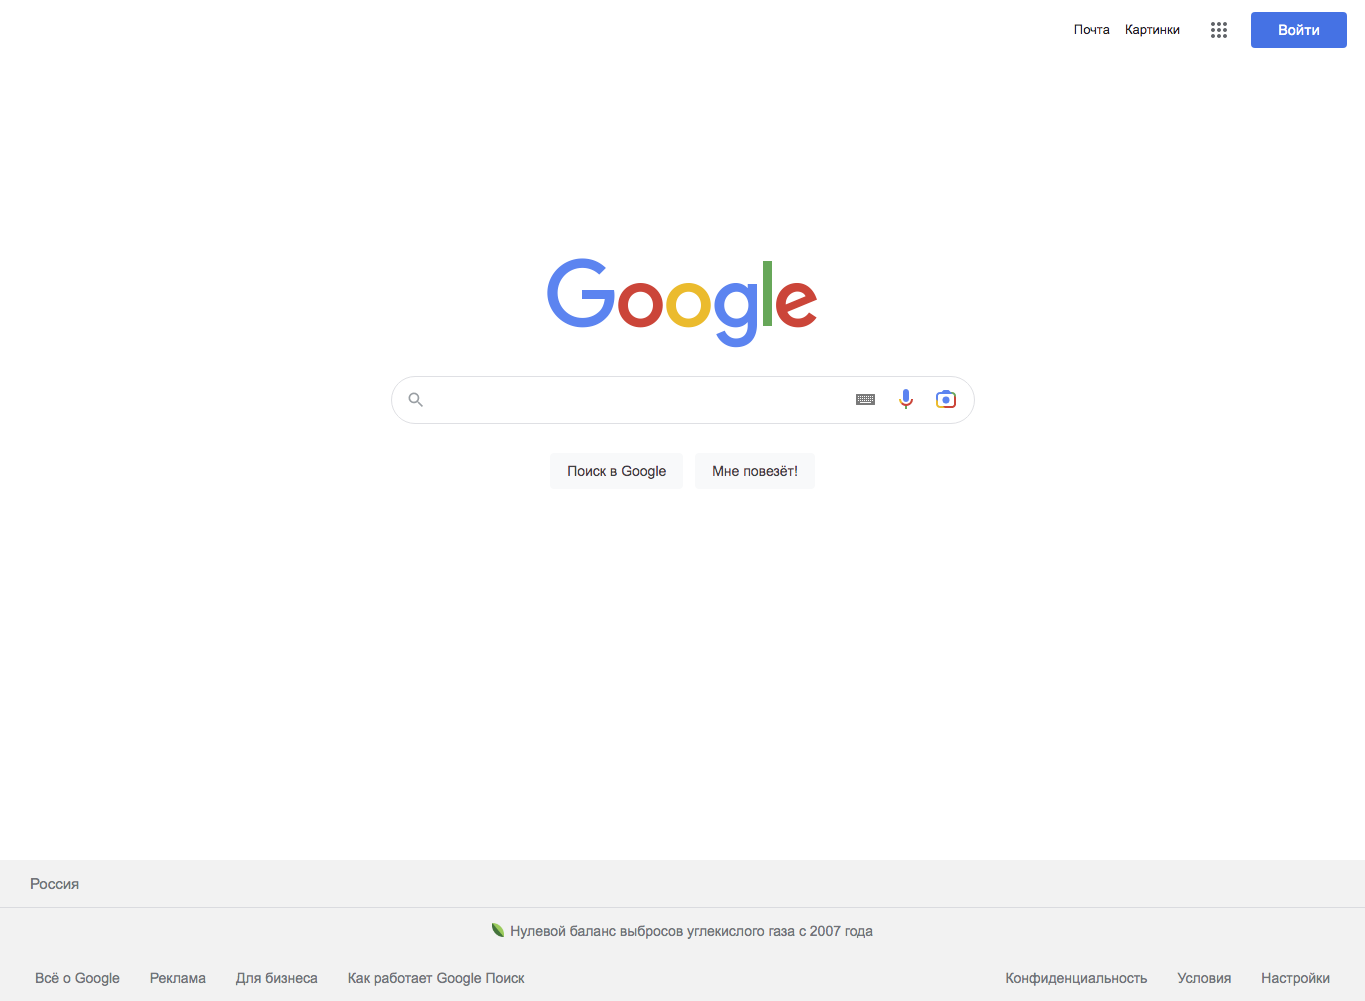 Почта Картинки Войти
Google
Поиск в Google Мне повезёт!
Россия
Нулевой баланс выбросов углекислого газа с 2007 года
Всё о Google Реклама Для бизнеса Как работает Google Поиск Конфиденциальность Условия Настройки